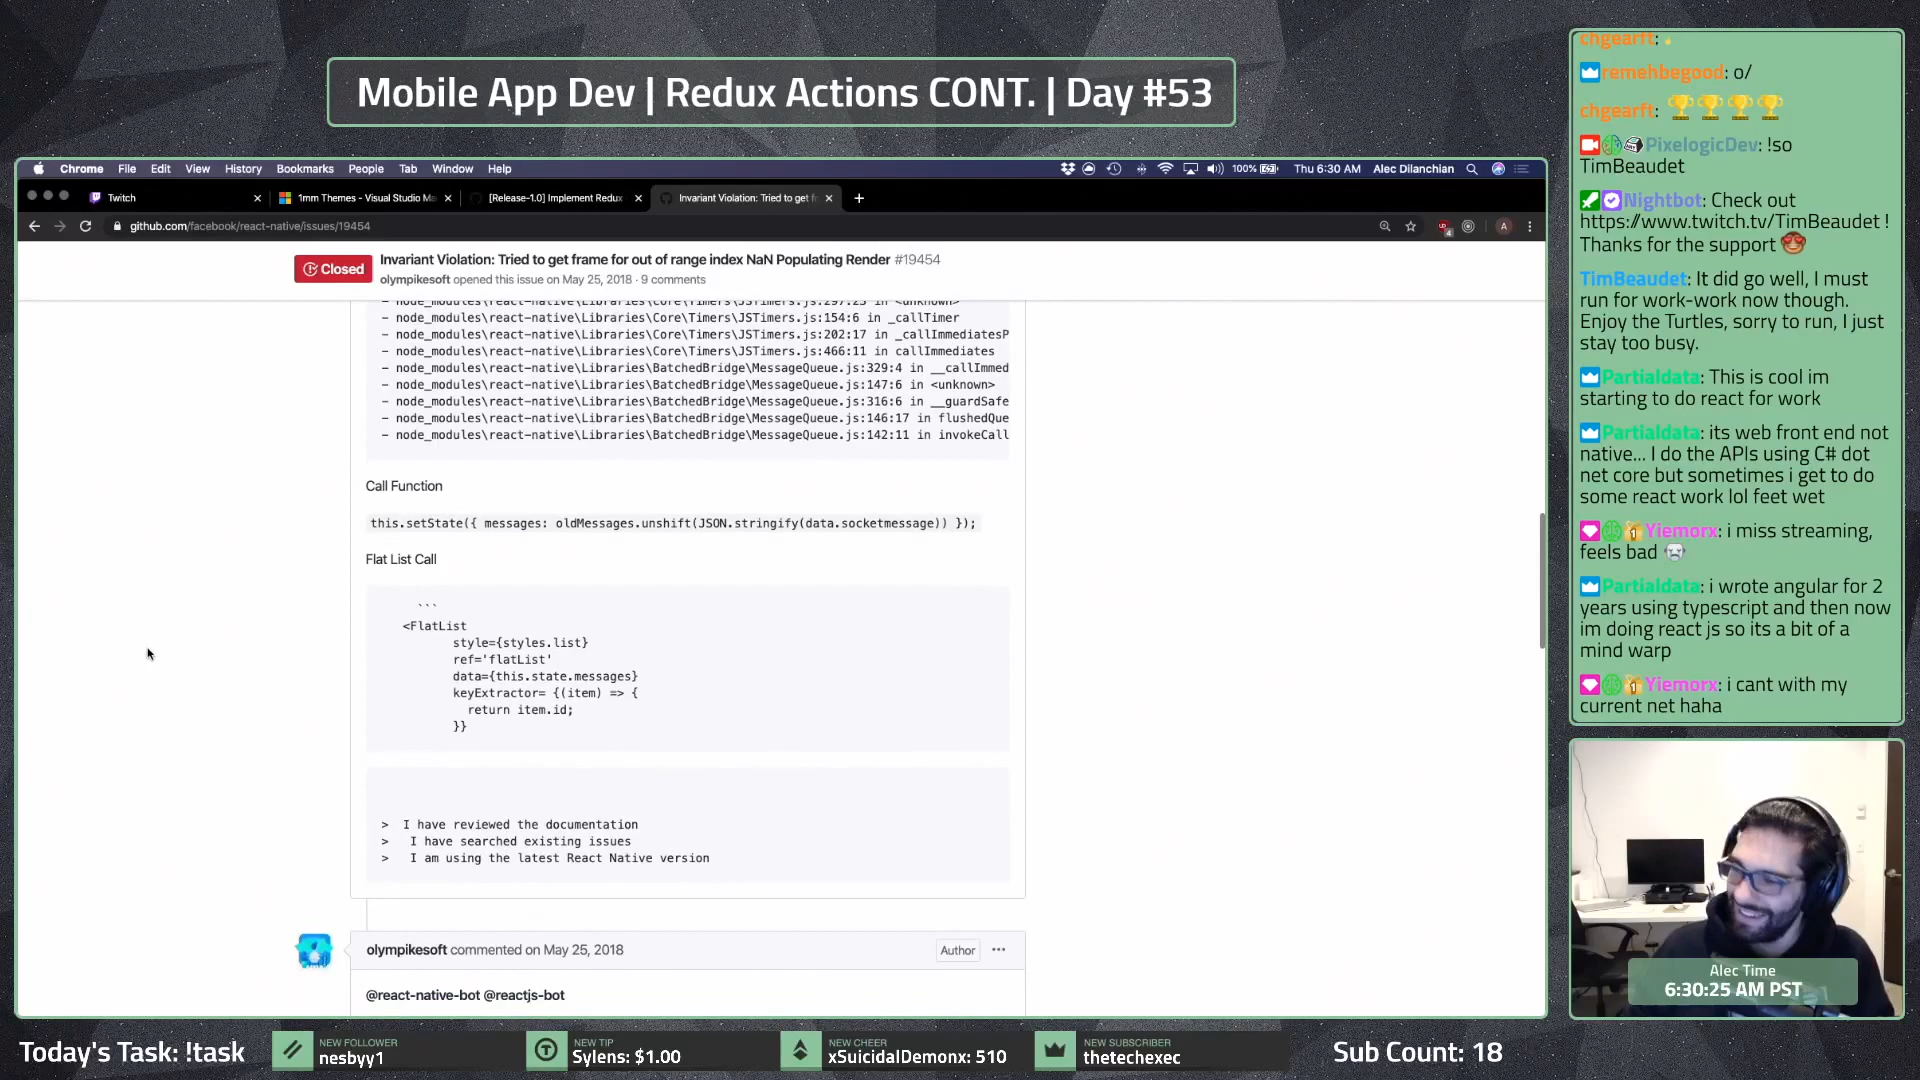 Mobile App Dev | Redux Actions CONT. | Day #53
Chrome File Edit View History Bookmarks People Tab Window Help 100% Thu 6:30 AM Alec Dilanchian
Twitch
1mm Themes - Visual Studio Ma
[Release-1.0] Implement Redux
Invariant Violation: Tried to get f
github.com/facebook/react-native/issues/19454
Closed
Invariant Violation: Tried to get frame for out of range index NaN Populating Render #19454
olympikesoft opened this issue on May 25, 2018 · 9 comments
- node_modules\react-native\Libraries\Core\Timers\JSTimers.js:297:23 in <unknown>
- node_modules\react-native\Libraries\Core\Timers\JSTimers.js:154:6 in _callTimer
- node_modules\react-native\Libraries\Core\Timers\JSTimers.js:202:17 in _callImmediatesP
- node_modules\react-native\Libraries\Core\Timers\JSTimers.js:466:11 in callImmediates
- node_modules\react-native\Libraries\BatchedBridge\MessageQueue.js:329:4 in __callImmed
- node_modules\react-native\Libraries\BatchedBridge\MessageQueue.js:147:6 in <unknown>
- node_modules\react-native\Libraries\BatchedBridge\MessageQueue.js:316:6 in __guardSafe
- node_modules\react-native\Libraries\BatchedBridge\MessageQueue.js:146:17 in flushedQue
- node_modules\react-native\Libraries\BatchedBridge\MessageQueue.js:142:11 in invokeCall
Call Function
this.setState({ messages: oldMessages.unshift(JSON.stringify(data.socketmessage)) });
Flat List Call
```
<FlatList
style={styles.list}
ref='flatList'
data={this.state.messages}
keyExtractor= {(item) => {
return item.id;
}}
> I have reviewed the documentation
> I have searched existing issues
> I am using the latest React Native version
olympikesoft commented on May 25, 2018
Author
@react-native-bot @reactjs-bot
chgearft:
remehbegood: o/
chgearft:
PixelogicDev: !so
TimBeaudet
Nightbot: Check out
https://www.twitch.tv/TimBeaudet !
Thanks for the support
TimBeaudet: It did go well, I must
run for work-work now though.
Enjoy the Turtles, sorry to run, I just
stay too busy.
Partialdata: This is cool im
starting to do react for work
Partialdata: its web front end not
native... I do the APIs using C# dot
net core but sometimes i get to do
some react work lol feet wet
Yiemorx: i miss streaming,
feels bad
Partialdata: i wrote angular for 2
years using typescript and then now
im doing react js so its a bit of a
mind warp
Yiemorx: i cant with my
current net haha
Alec Time
6:30:25 AM PST
Today's Task: !task
NEW FOLLOWER
nesbyy1
NEW TIP
Sylens: $1.00
NEW CHEER
xSuicidalDemonx: 510
NEW SUBSCRIBER
thetechexec
Sub Count: 18